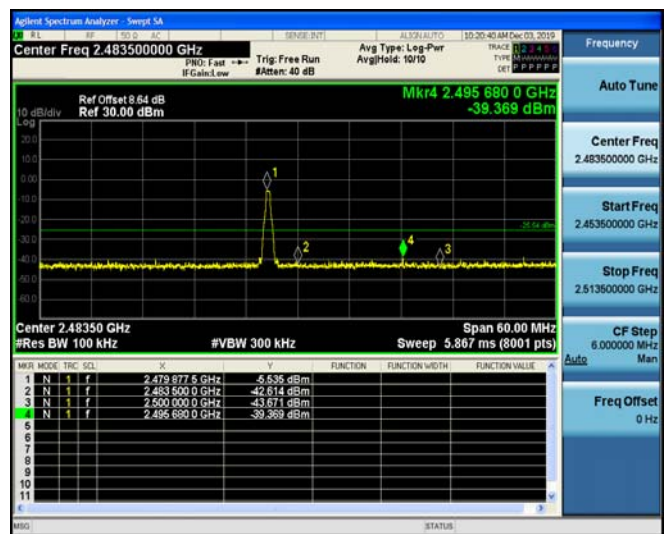 Agilent Spectrum Analyzer - Swept SA
RL RF 50 Ω AC SENSE:INT ALIGN AUTO 10:20:40 AM Dec 03, 2019
Center Freq 2.483500000 GHz
PNO: Fast
IFGain:Low
Trig: Free Run
#Atten: 40 dB
Avg Type: Log-Pwr
Avg|Hold: 10/10
TRACE 1 2 3 4 5 6
TYPE
DET P P P P P P
Frequency
Auto Tune
Center Freq
2.483500000 GHz
Start Freq
2.453500000 GHz
Stop Freq
2.513500000 GHz
CF Step
6.000000 MHz
Auto Man
Freq Offset
0 Hz
10 dB/div
Log
Ref Offset 8.64 dB
Ref 30.00 dBm
Mkr4 2.495 680 0 GHz
-39.369 dBm
20.0
10.0
0.00
-10.0
-20.0
-30.0
-40.0
-50.0
-60.0
1
2
4
3
Center 2.48350 GHz
#Res BW 100 kHz
#VBW 300 kHz
Span 60.00 MHz
Sweep 5.867 ms (8001 pts)
MKR MODE TRC SCL X Y FUNCTION FUNCTION WIDTH FUNCTION VALUE
1 N 1 f 2.479 877 5 GHz -5.535 dBm
2 N 1 f 2.483 500 0 GHz -42.614 dBm
3 N 1 f 2.500 000 0 GHz -43.671 dBm
4 N 1 f 2.495 680 0 GHz -39.369 dBm
5
6
7
8
9
10
11
MSG
STATUS